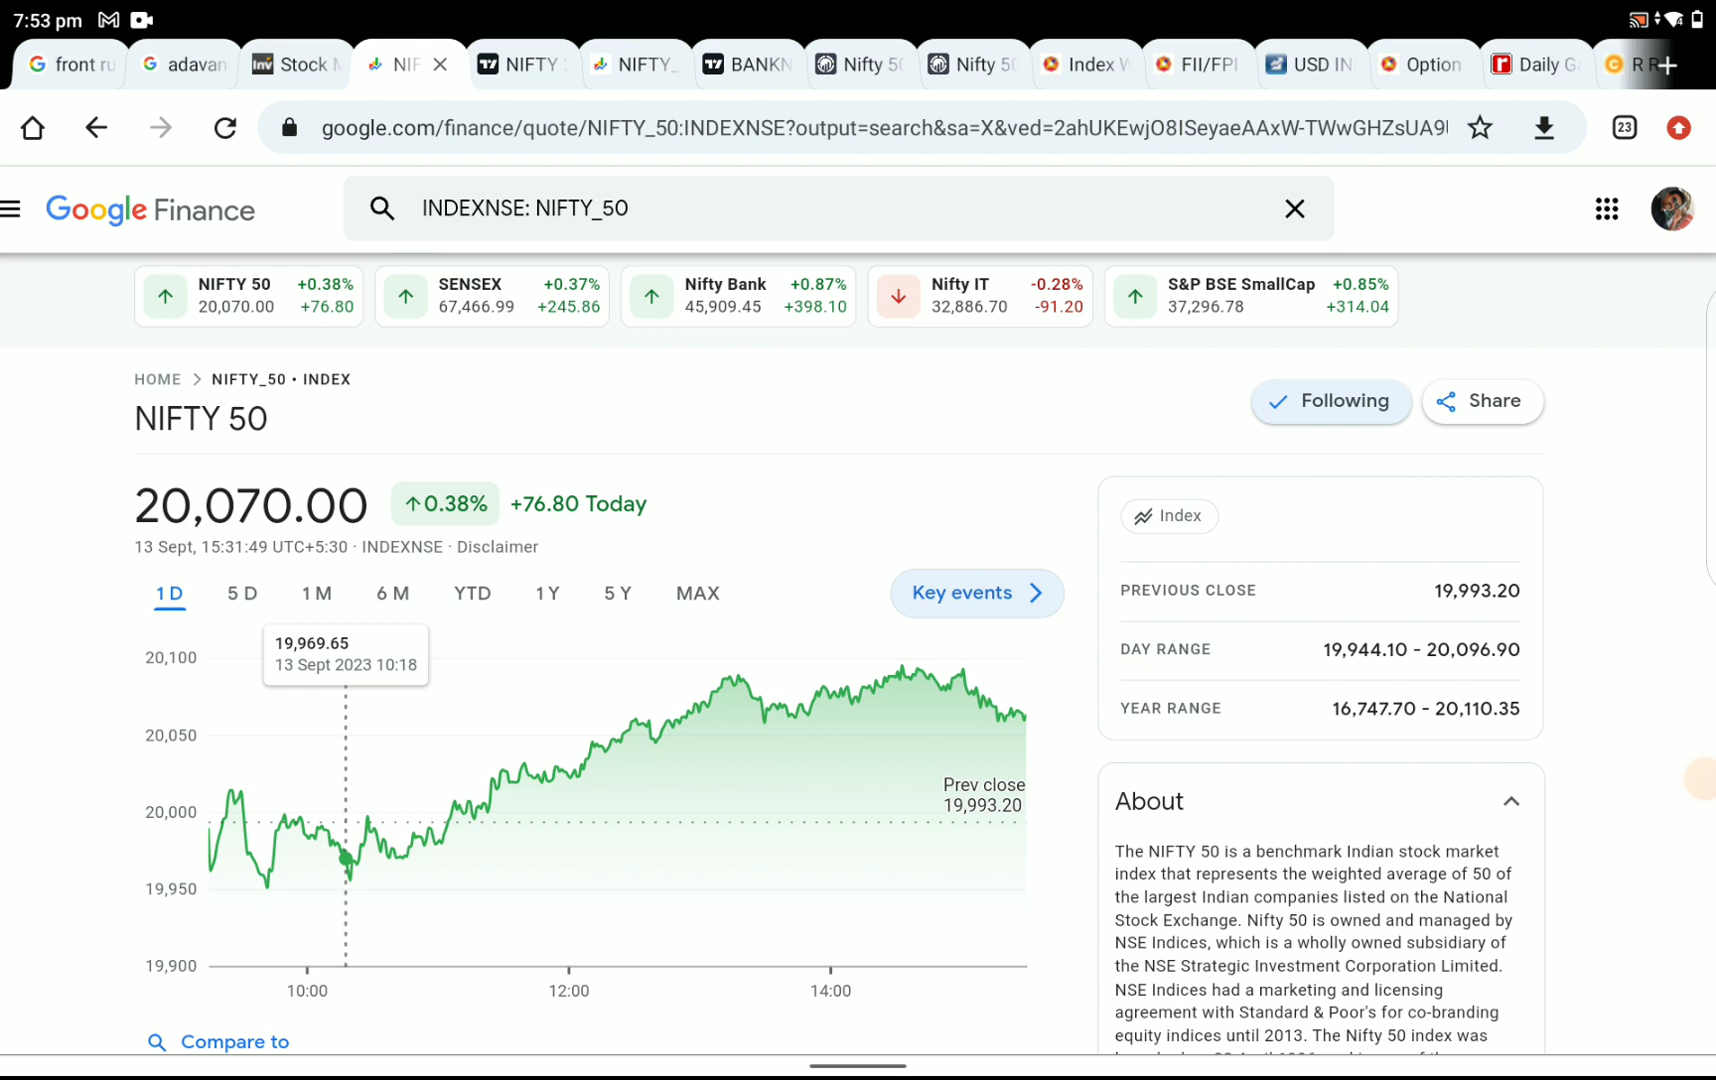 7:53 pm
front ru
adavan
Stock M
NIF
NIFTY
NIFTY_
BANKN
Nifty 50
Nifty 50
Index W
FII/FPI
USD IN
Option
Daily G
R R
google.com/finance/quote/NIFTY_50:INDEXNSE?output=search&sa=X&ved=2ahUKEwjO8ISeyaeAAxW-TWwGHZsUA9
23
Google Finance
INDEXNSE: NIFTY_50
NIFTY 50 +0.38%
20,070.00 +76.80
SENSEX +0.37%
67,466.99 +245.86
Nifty Bank +0.87%
45,909.45 +398.10
Nifty IT -0.28%
32,886.70 -91.20
S&P BSE SmallCap +0.85%
37,296.78 +314.04
HOME > NIFTY_50 • INDEX
NIFTY 50
Following
Share
20,070.00 ↑0.38% +76.80 Today
13 Sept, 15:31:49 UTC+5:30 · INDEXNSE · Disclaimer
1 D 5 D 1 M 6 M YTD 1 Y 5 Y MAX
Key events
19,969.65
13 Sept 2023 10:18
20,100
20,050
20,000
19,950
19,900
Prev close
19,993.20
10:00 12:00 14:00
Compare to
Index
PREVIOUS CLOSE 19,993.20
DAY RANGE 19,944.10 - 20,096.90
YEAR RANGE 16,747.70 - 20,110.35
About
The NIFTY 50 is a benchmark Indian stock market
index that represents the weighted average of 50 of
the largest Indian companies listed on the National
Stock Exchange. Nifty 50 is owned and managed by
NSE Indices, which is a wholly owned subsidiary of
the NSE Strategic Investment Corporation Limited.
NSE Indices had a marketing and licensing
agreement with Standard & Poor's for co-branding
equity indices until 2013. The Nifty 50 index was